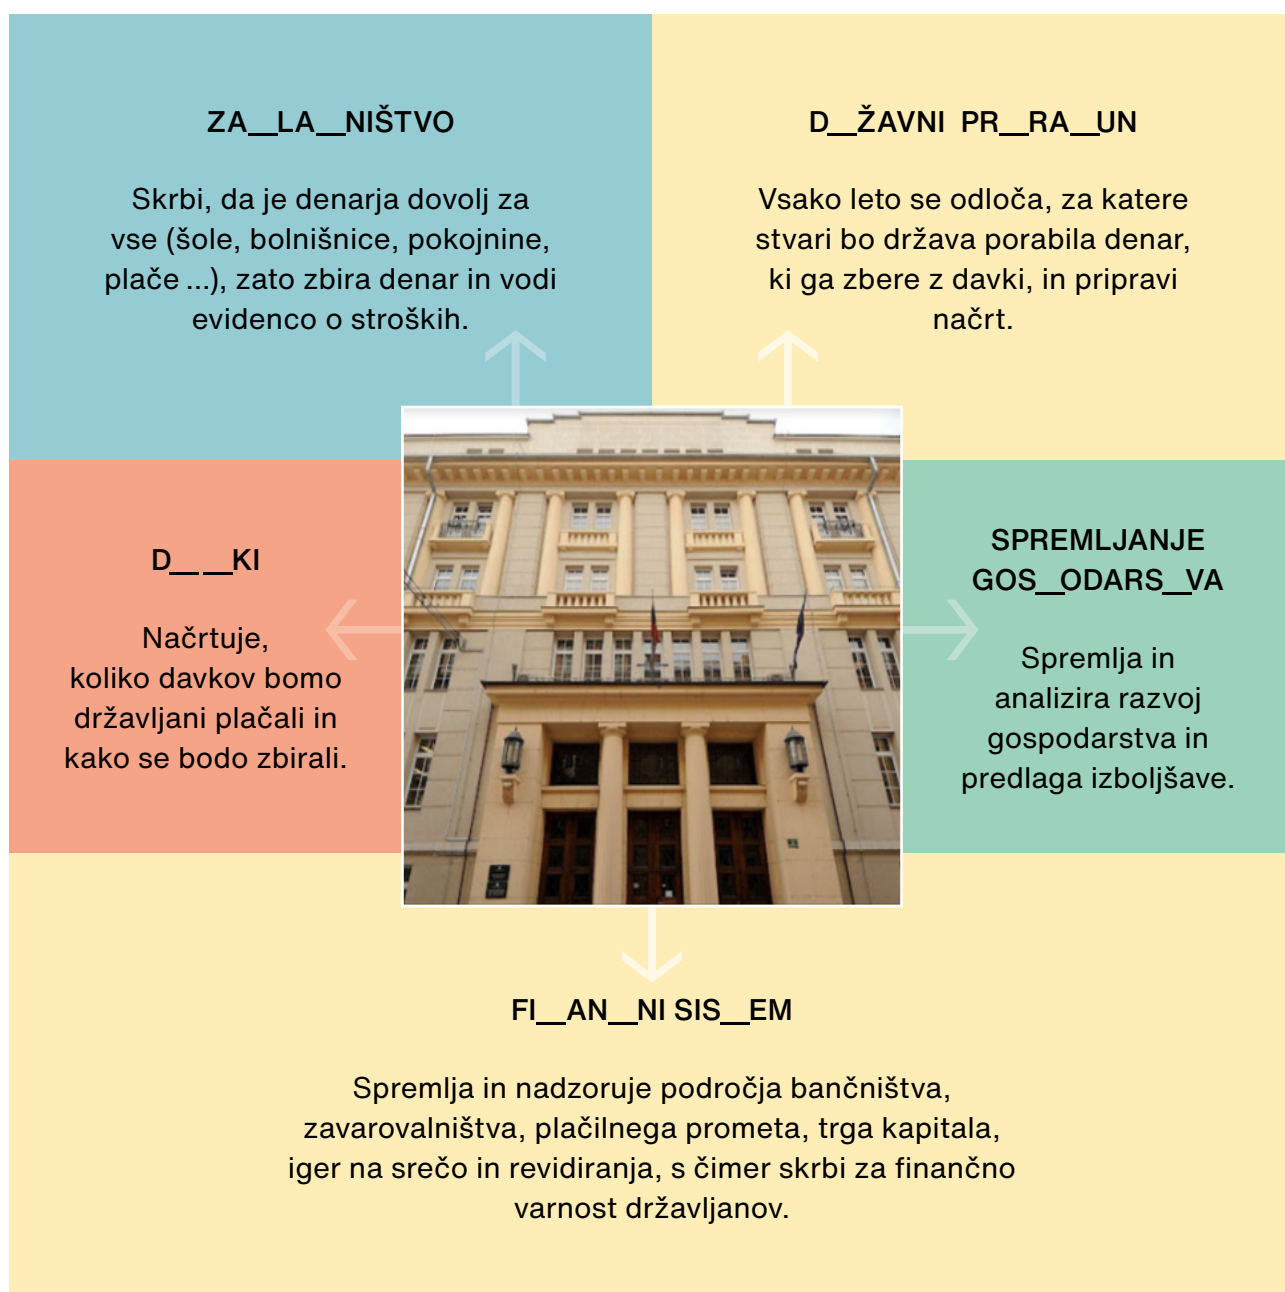 ZA__LA__NIŠTVO
Skrbi, da je denarja dovolj za
vse (šole, bolnišnice, pokojnine,
plače ...), zato zbira denar in vodi
evidenco o stroških.
D__ŽAVNI PR__RA__UN
Vsako leto se odloča, za katere
stvari bo država porabila denar,
ki ga zbere z davki, in pripravi
načrt.
D__ __KI
Načrtuje,
koliko davkov bomo
državljani plačali in
kako se bodo zbirali.
SPREMLJANJE
GOS__ODARS__VA
Spremlja in
analizira razvoj
gospodarstva in
predlaga izboljšave.
FI__AN__NI SIS__EM
Spremlja in nadzoruje področja bančništva,
zavarovalništva, plačilnega prometa, trga kapitala,
iger na srečo in revidiranja, s čimer skrbi za finančno
varnost državljanov.